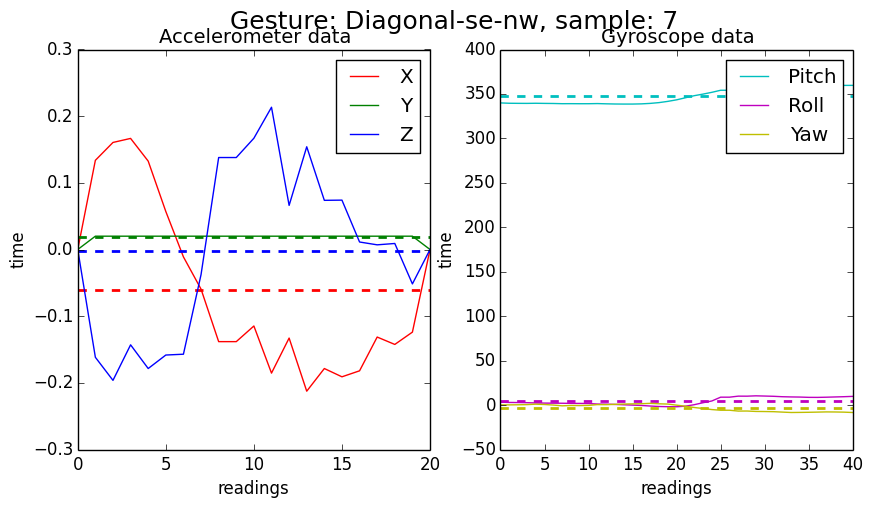 Gesture: Diagonal-se-nw, sample: 7
Accelerometer data
0.3
0.2
0.1
0.0
−0.1
−0.2
−0.3
time
0 5 10 15 20
readings
X
Y
Z
Gyroscope data
400
350
300
250
200
150
100
50
0
−50
time
0 5 10 15 20 25 30 35 40
readings
Pitch
Roll
Yaw